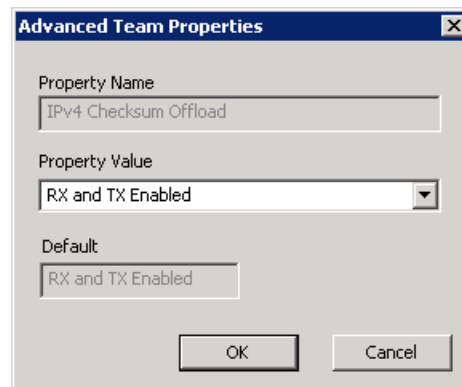 Advanced Team Properties
Property Name
IPv4 Checksum Offload
Property Value
RX and TX Enabled
Default
RX and TX Enabled
OK Cancel